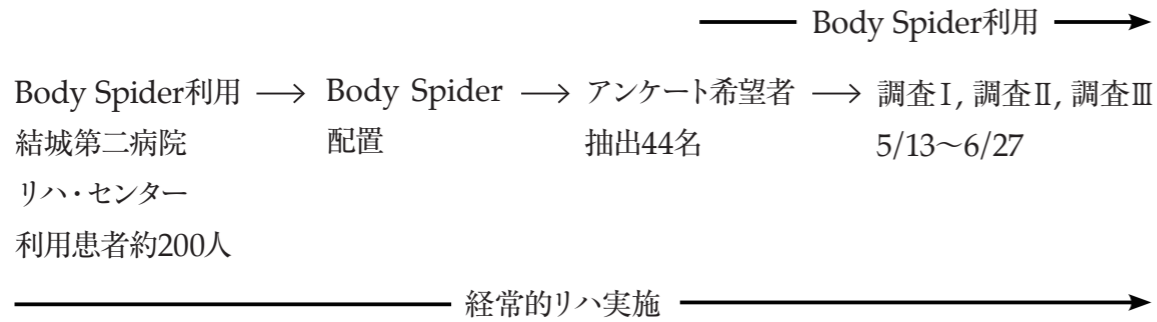 Body Spider利用
Body Spider利用 → Body Spider → アンケート希望者 → 調査Ⅰ, 調査Ⅱ, 調査Ⅲ
結城第二病院 配置 抽出44名 5/13〜6/27
リハ・センター
利用患者約200人
経常的リハ実施